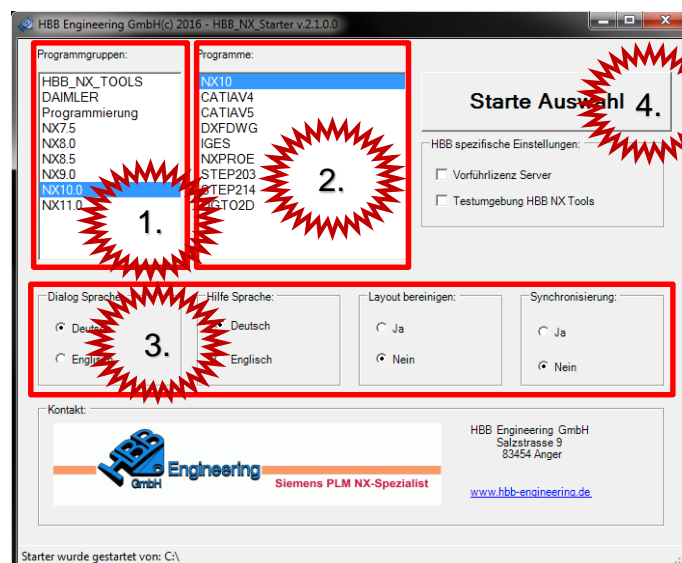 HBB Engineering GmbH(c) 2016 - HBB_NX_Starter v.2.1.0.0
Programmgruppen:
HBB_NX_TOOLS
DAIMLER
Programmierung
NX7.5
NX8.0
NX8.5
NX9.0
NX10.0
NX11.0
1.
Programme:
NX10
CATIAV4
CATIAV5
DXFDWG
IGES
NXPROE
STEP203
STEP214
2.
Starte Auswahl
4.
HBB spezifische Einstellungen:
Vorführlizenz Server
Testumgebung HBB NX Tools
Dialog Sprache:
Deutsch
Englisch
3.
Hilfe Sprache:
Deutsch
Englisch
Layout bereinigen:
Ja
Nein
Synchronisierung:
Ja
Nein
Kontakt:
HBB
GmbH
Engineering
Siemens PLM NX-Spezialist
HBB Engineering GmbH
Salzstrasse 9
83454 Anger
www.hbb-engineering.de
Starter wurde gestartet von: C:\